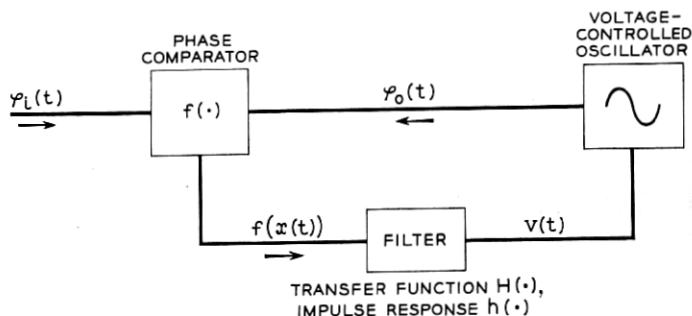 VOLTAGE-
CONTROLLED
OSCILLATOR
PHASE
COMPARATOR
φi(t)
f(·)
φo(t)
f(x(t))
FILTER
V(t)
TRANSFER FUNCTION H(·),
IMPULSE RESPONSE h(·)